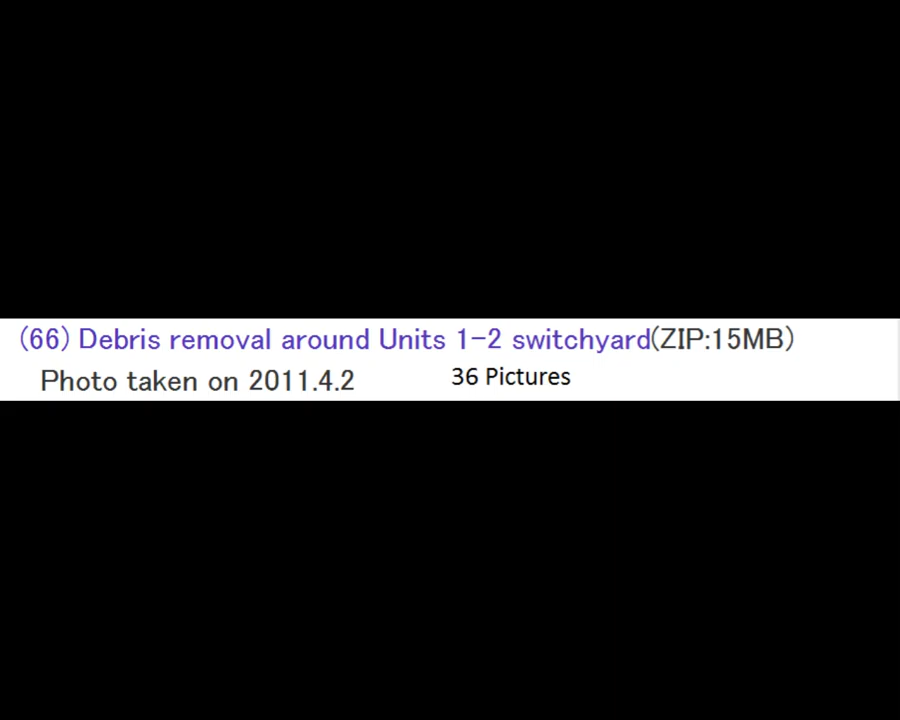 (66) Debris removal around Units 1-2 switchyard(ZIP:15MB)
Photo taken on 2011.4.2 36 Pictures